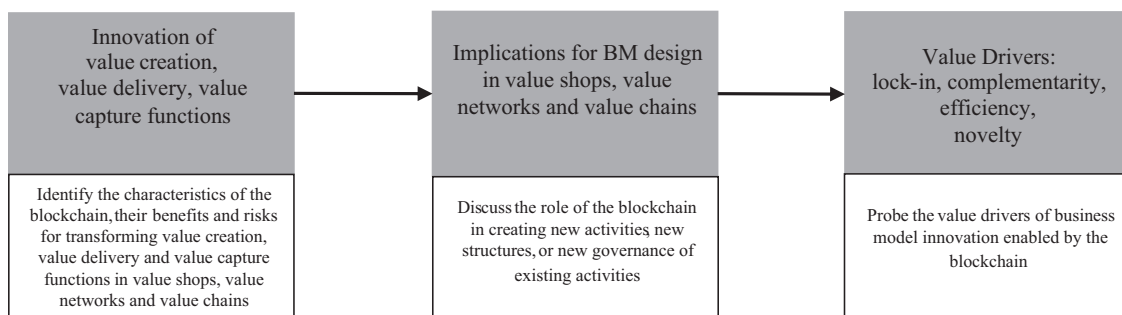 Innovation of
value creation,
value delivery, value
capture functions
Identify the characteristics of the
blockchain, their benefits and risks
for transforming value creation,
value delivery and value capture
functions in value shops, value
networks and value chains
Implications for BM design
in value shops, value
networks and value chains
Discuss the role of the blockchain
in creating new activities, new
structures, or new governance of
existing activities
Value Drivers:
lock-in, complementarity,
efficiency,
novelty
Probe the value drivers of business
model innovation enabled by the
blockchain